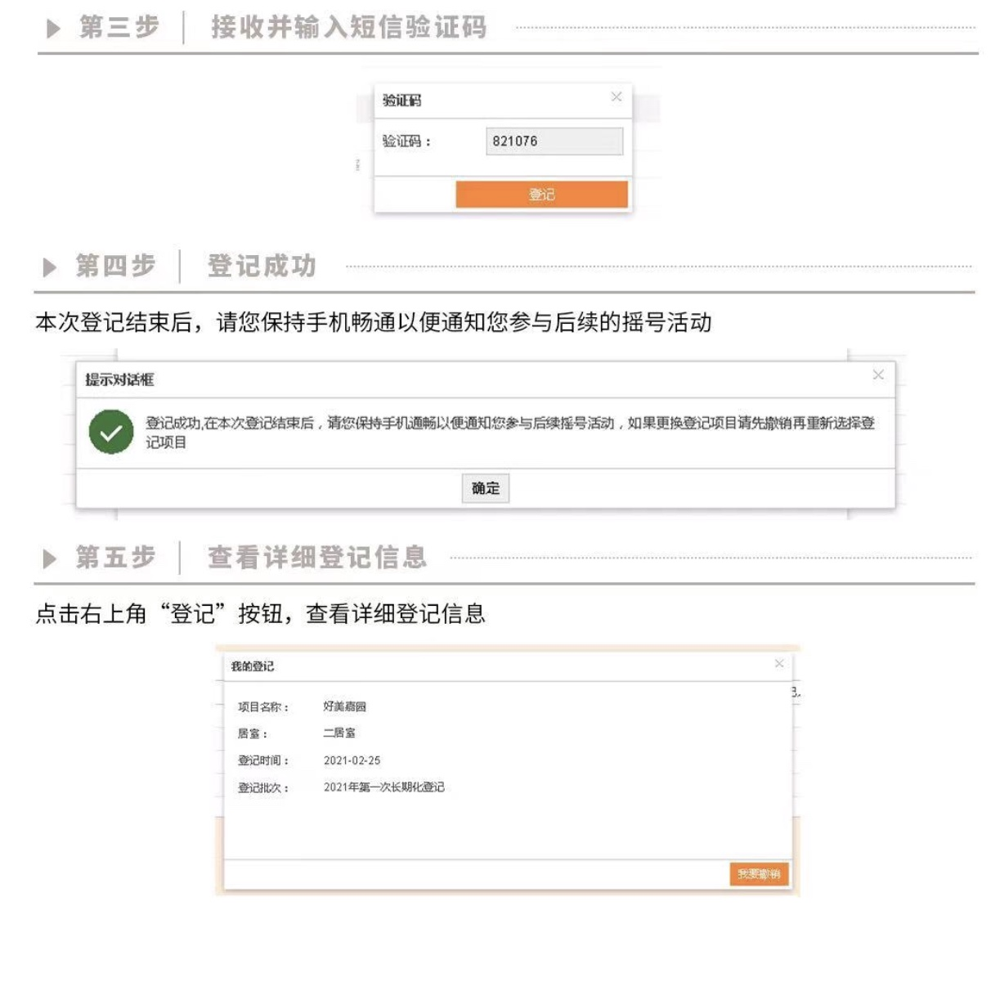 第三步 接收并输入短信验证码
验证码
验证码： 821076
登记
第四步 登记成功
本次登记结束后，请您保持手机畅通以便通知您参与后续的摇号活动
提示对话框
登记成功,在本次登记结束后，请您保持手机通畅以便通知您参与后续摇号活动，如果更换登记项目请先撤销再重新选择登
记项目
确定
第五步 查看详细登记信息
点击右上角“登记”按钮，查看详细登记信息
我的登记
项目名称： 好美嘉园
居室： 二居室
登记时间： 2021-02-25
登记批次： 2021年第一次长期化登记
我要撤销